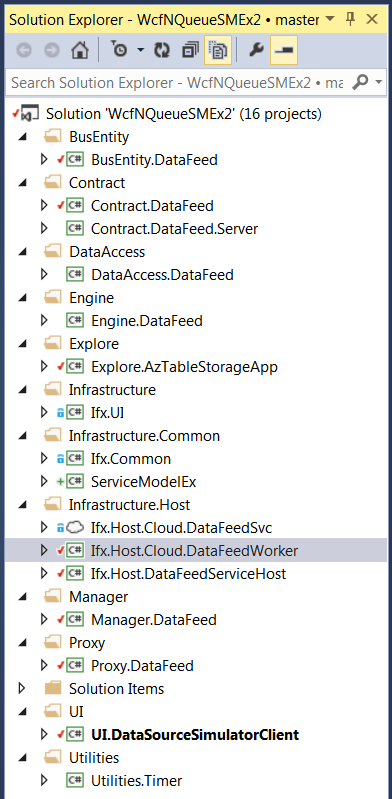 Solution Explorer - WcfNQueueSMEx2 • master
Search Solution Explorer - WcfNQueueSMEx2 • ma
Solution 'WcfNQueueSMEx2' (16 projects)
BusEntity
C# BusEntity.DataFeed
Contract
C# Contract.DataFeed
C# Contract.DataFeed.Server
DataAccess
C# DataAccess.DataFeed
Engine
C# Engine.DataFeed
Explore
C# Explore.AzTableStorageApp
Infrastructure
C# Ifx.UI
Infrastructure.Common
C# Ifx.Common
C# ServiceModelEx
Infrastructure.Host
Ifx.Host.Cloud.DataFeedSvc
C# Ifx.Host.Cloud.DataFeedWorker
C# Ifx.Host.DataFeedServiceHost
Manager
C# Manager.DataFeed
Proxy
C# Proxy.DataFeed
Solution Items
UI
C# UI.DataSourceSimulatorClient
Utilities
C# Utilities.Timer